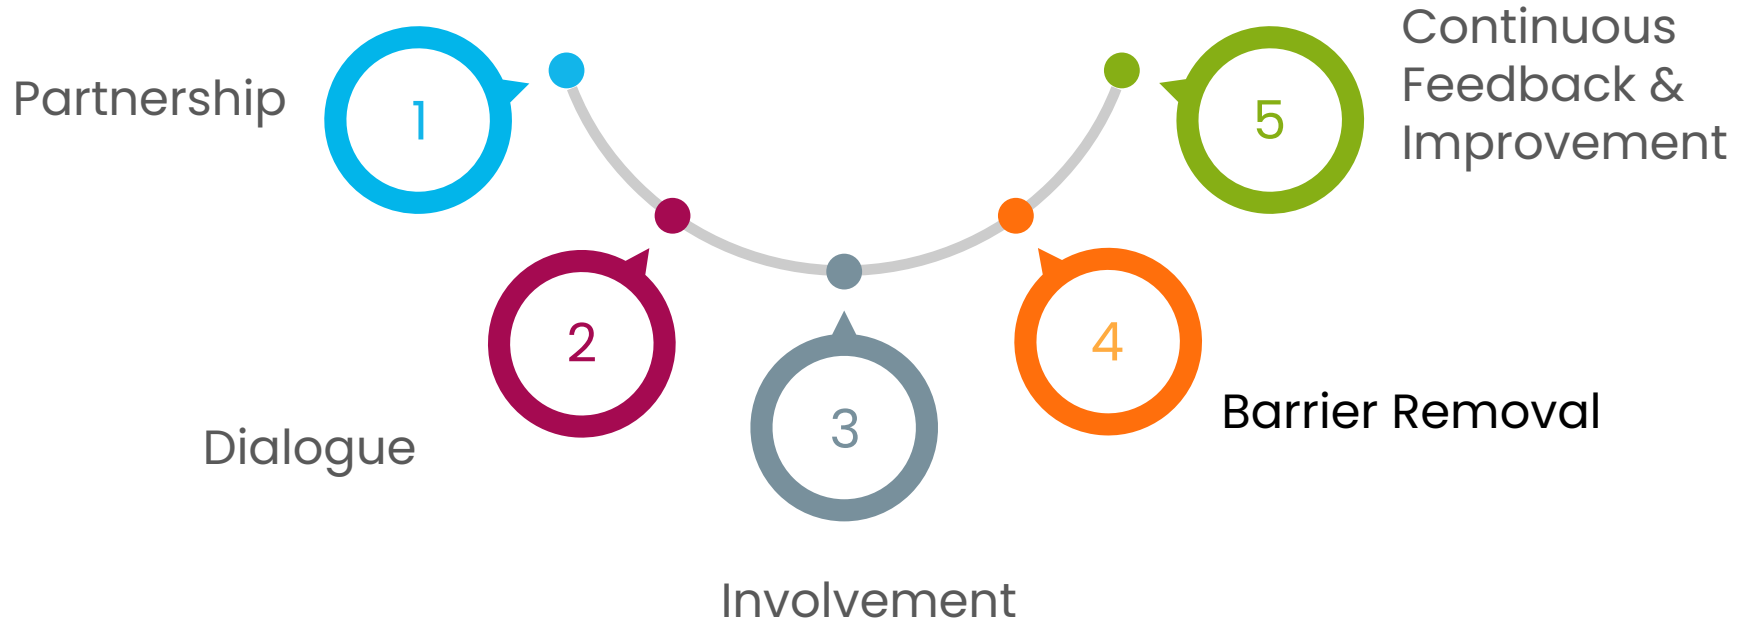 Partnership
1
2
Dialogue
3
Involvement
4
Barrier Removal
5
Continuous
Feedback &
Improvement